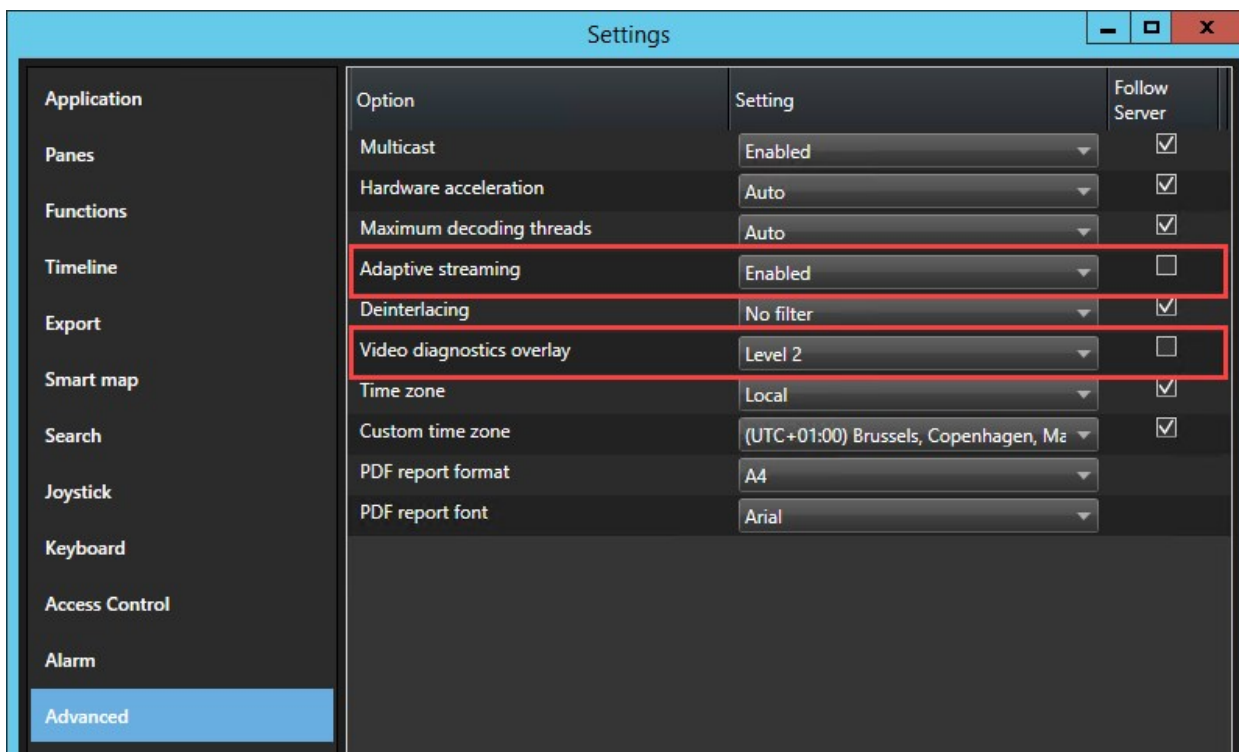 Settings
Application
Panes
Functions
Timeline
Export
Smart map
Search
Joystick
Keyboard
Access Control
Alarm
Advanced
Option Setting Follow
Server
Multicast Enabled
Hardware acceleration Auto
Maximum decoding threads Auto
Adaptive streaming Enabled
Deinterlacing No filter
Video diagnostics overlay Level 2
Time zone Local
Custom time zone (UTC+01:00) Brussels, Copenhagen, Ma
PDF report format A4
PDF report font Arial